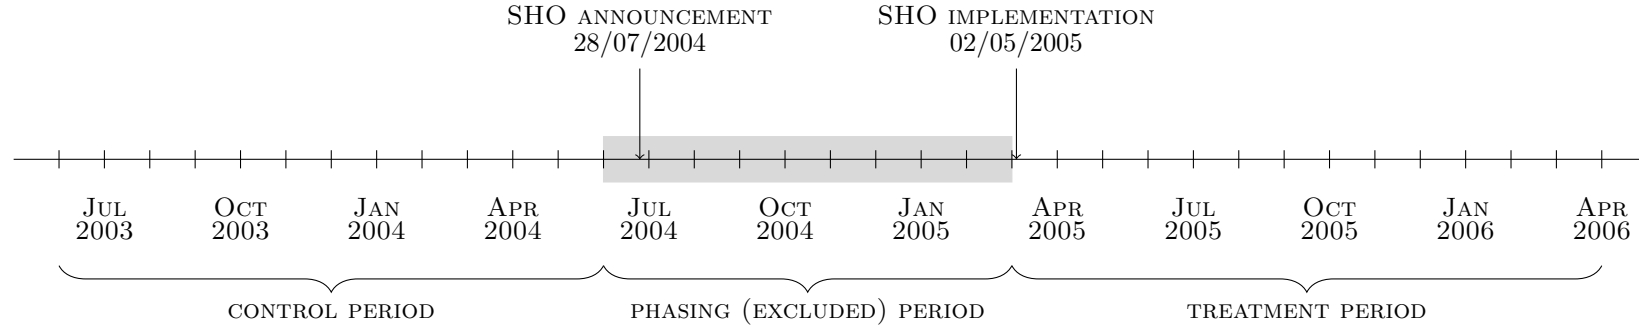 SHO ANNOUNCEMENT
28/07/2004
SHO IMPLEMENTATION
02/05/2005
JUL
2003
OCT
2003
JAN
2004
APR
2004
JUL
2004
OCT
2004
JAN
2005
APR
2005
JUL
2005
OCT
2005
JAN
2006
APR
2006
CONTROL PERIOD
PHASING (EXCLUDED) PERIOD
TREATMENT PERIOD